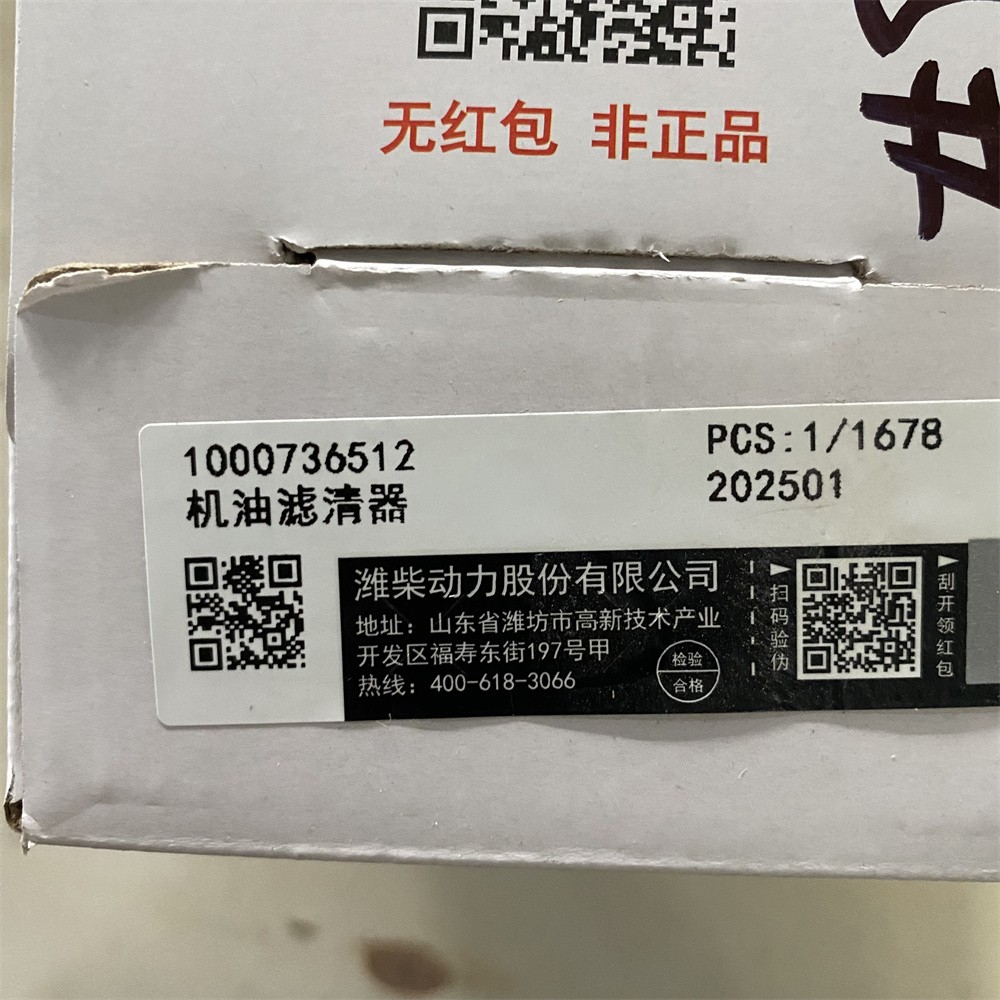 无红包 非正品
1000736512
机油滤清器
PCS:1/1678
202501
潍柴动力股份有限公司
地址：山东省潍坊市高新技术产业
开发区福寿东街197号甲
热线：400-618-3066
检验
合格
扫码验伪
刮开领红包